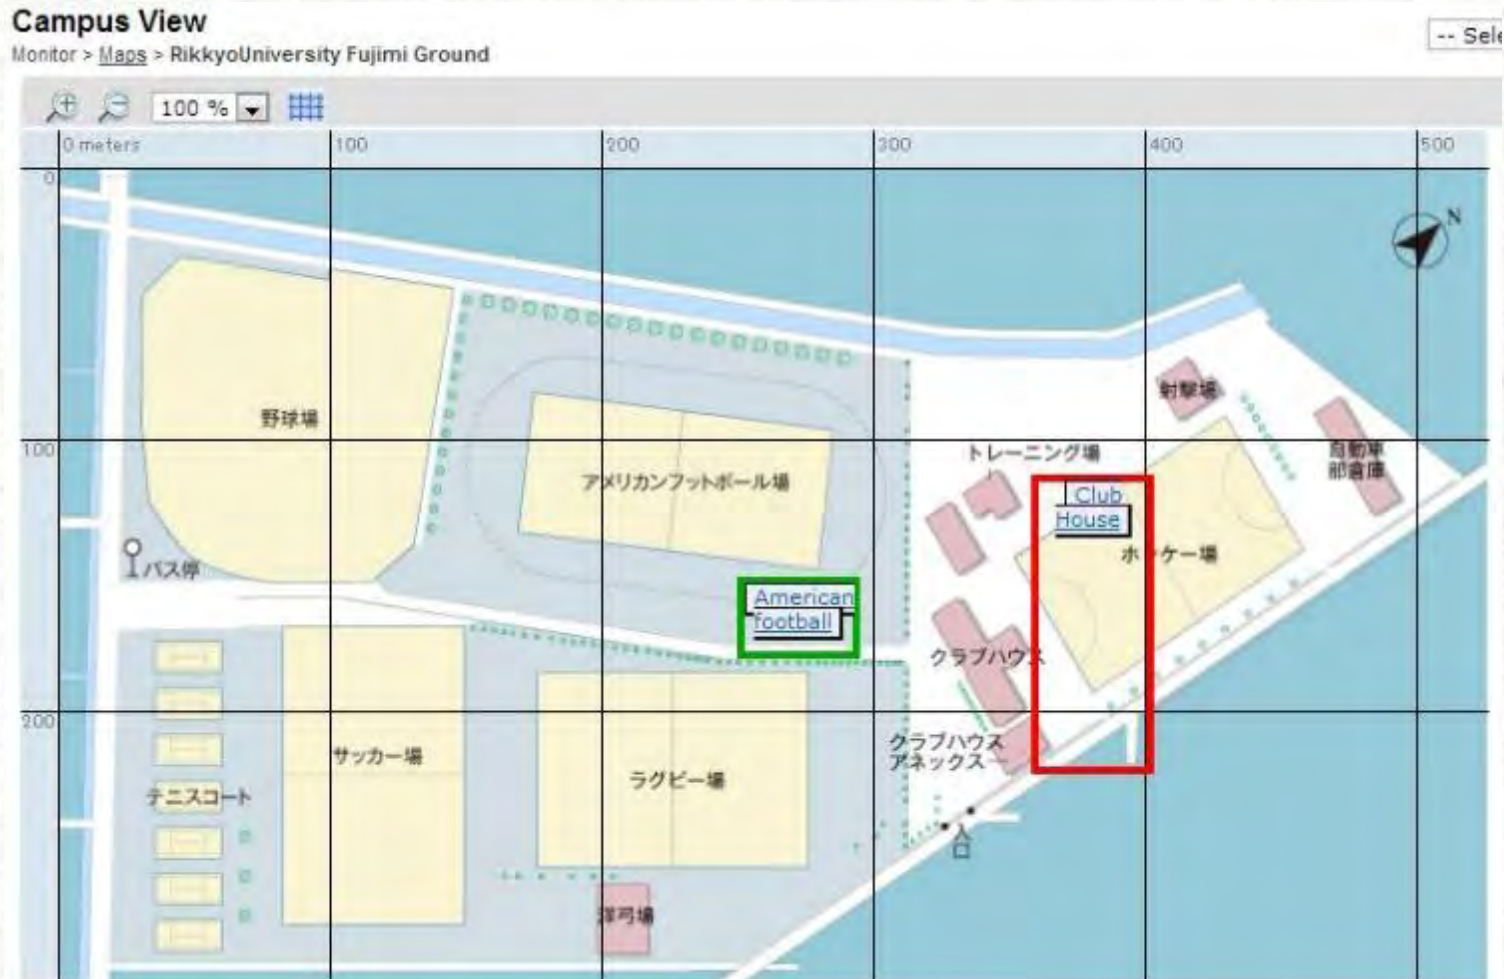 Campus View
-- Sele
Monitor > Maps > RikkyoUniversity Fujimi Ground
100 %
0 meters
100
200
300
400
500
0
N
射撃場
野球場
100
トレーニング場
自動車
部倉庫
アメリカンフットボール場
Club
House
ホッケー場
バス停
American
football
クラブハウス
200
サッカー場
クラブハウス
アネックス
ラグビー場
テニスコート
入口
洋弓場